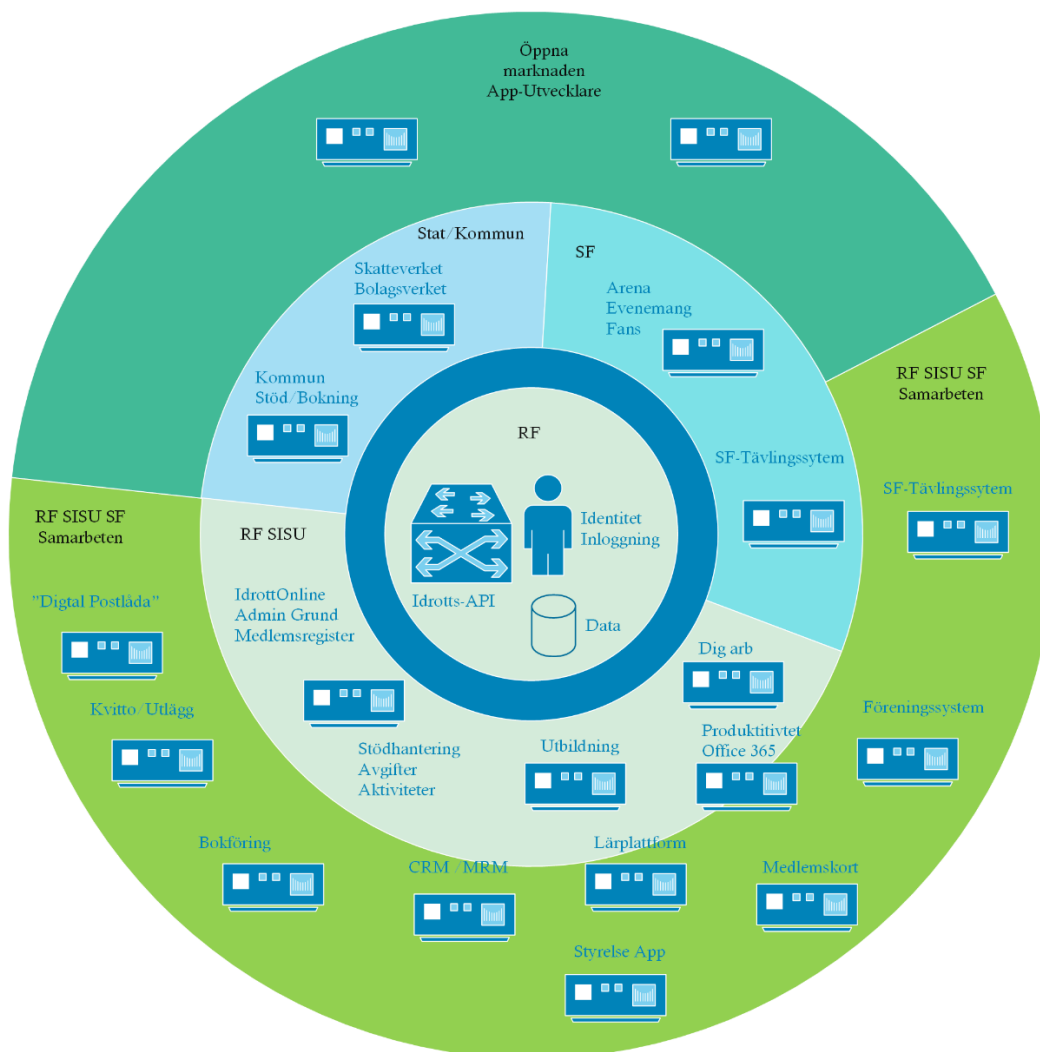 Öppna
marknaden
App-Utvecklare
Stat/Kommun
SF
Skatteverket
Bolagsverket
Arena
Evenemang
Fans
Kommun
Stöd/Bokning
RF SISU SF
Samarbeten
RF
SF-Tävlingssytem
SF-Tävlingssytem
RF SISU SF
Samarbeten
RF SISU
Identitet
Inloggning
Idrotts-API
Data
IdrottOnline
Admin Grund
Medlemsregister
"Digtal Postlåda"
Dig arb
Kvitto/Utlägg
Föreningssystem
Produktitivtet
Office 365
Stödhantering
Avgifter
Aktiviteter
Utbildning
Bokföring
CRM /MRM
Lärplattform
Medlemskort
Styrelse App